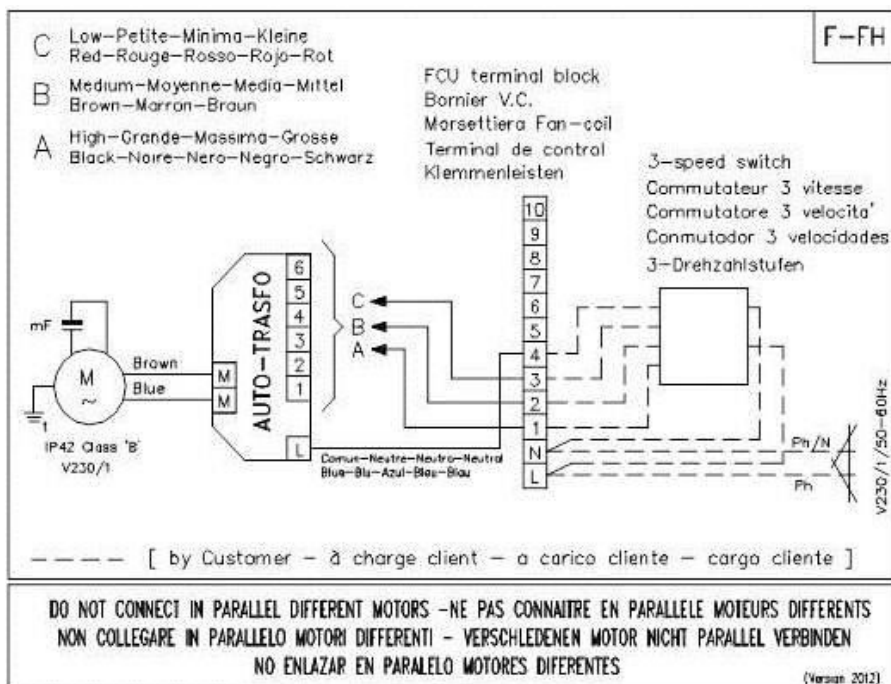 C Low-Petite-Minima-Kleine
Red-Rouge-Rosso-Rojo-Rot
B Medium-Moyenne-Media-Mittel
Brown-Marron-Braun
A High-Grande-Massima-Grosse
Black-Noire-Nero-Negro-Schwarz
F-FH
FCU terminal block
Bornier V.C.
Morsettiera Fan-coil
Terminal de control
Klemmenleisten
3-speed switch
Commutateur 3 vitesse
Commutatore 3 velocita'
Conmutador 3 velocidades
3-Drehzahlstufen
10
9
8
7
6
5
4
3
2
1
N
L
6
5
4
3
2
1
L
AUTO-TRASFO
M
M
C
B
A
mF
M
~
Brown
Blue
IP42 Class 'B'
V230/1
Comun-Neutre-Neutro-Neutral
Blue-Blu-Azul-Bleu-Blau
Ph/N
Ph
V230/1/50-60Hz
[ by Customer - à charge client - a carico cliente - cargo cliente ]
DO NOT CONNECT IN PARALLEL DIFFERENT MOTORS -NE PAS CONNAITRE EN PARALLELE MOTEURS DIFFERENTS
NON COLLEGARE IN PARALLELO MOTORI DIFFERENTI - VERSCHLEDENEN MOTOR NICHT PARALLEL VERBINDEN
NO ENLAZAR EN PARALELO MOTORES DIFERENTES
(Version 2012)